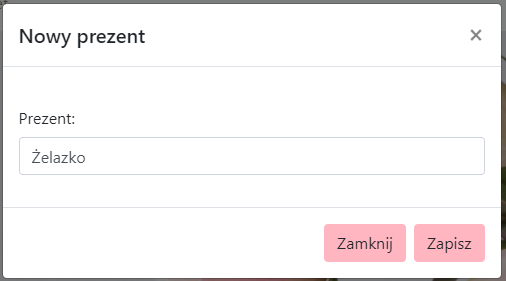 Nowy prezent ×
Prezent:
Żelazko
Zamknij Zapisz